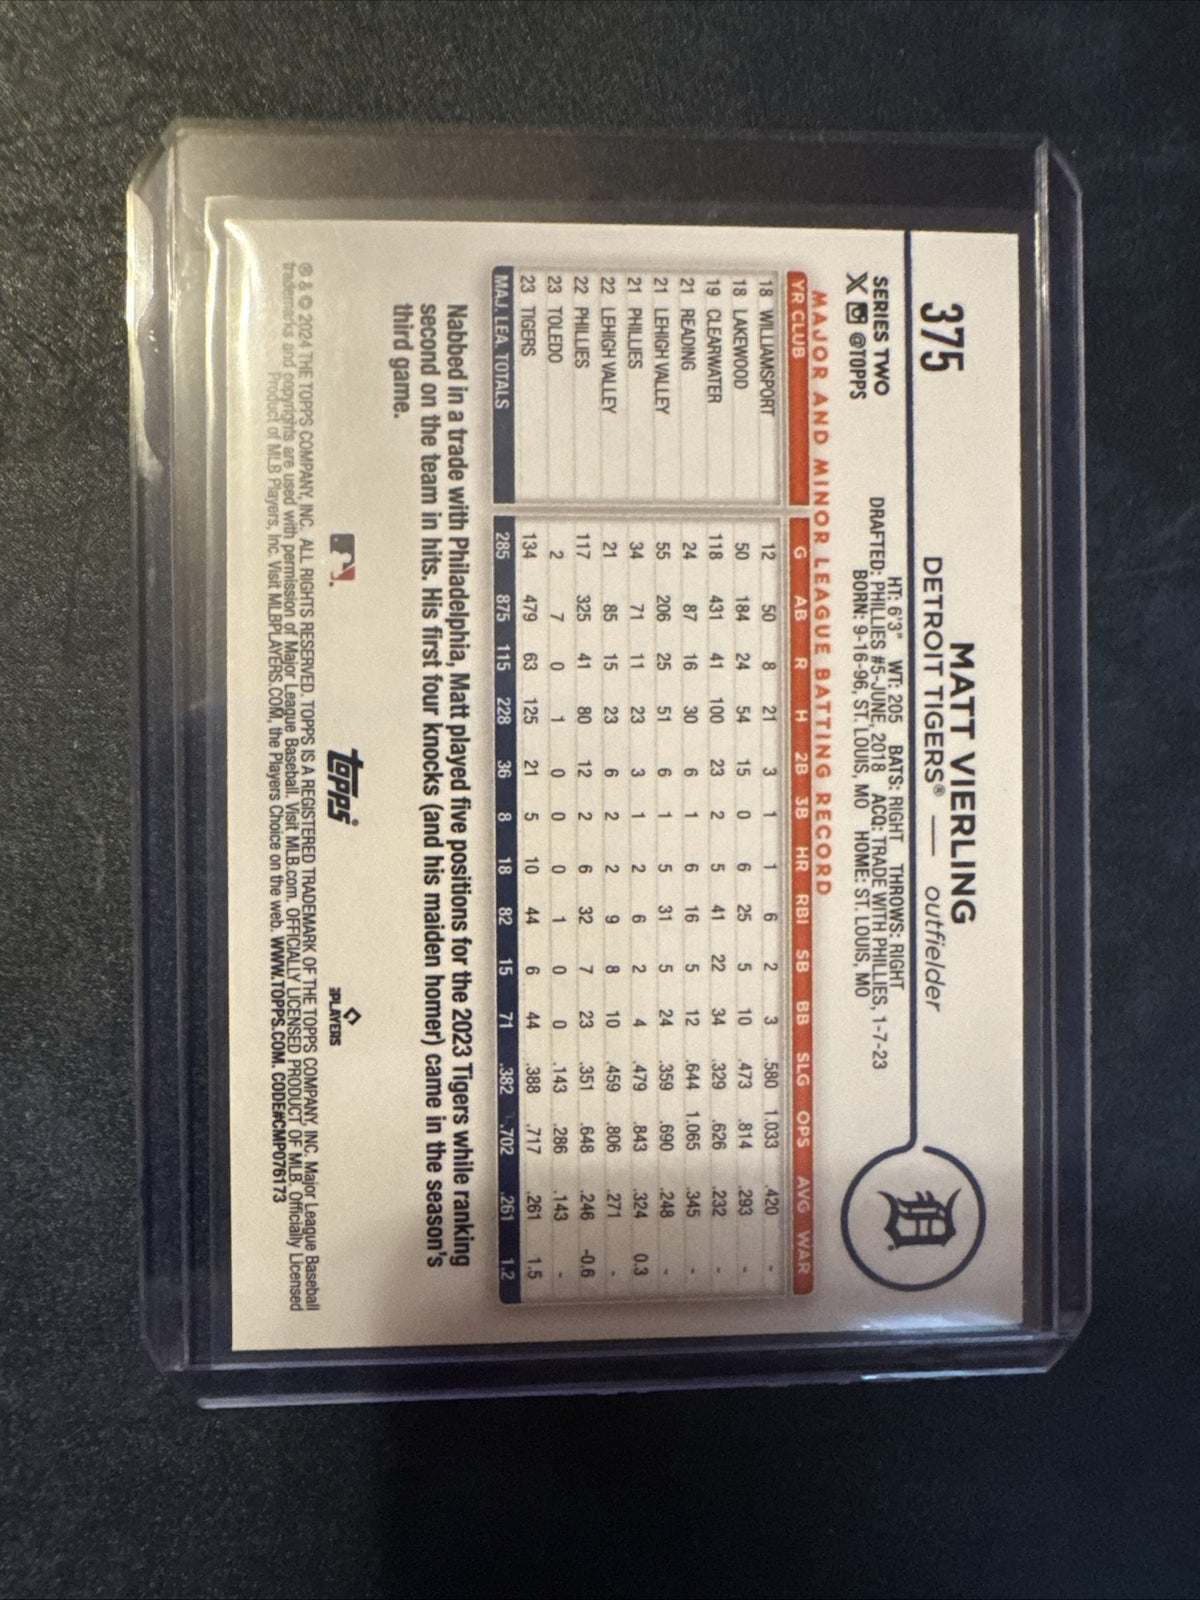 375
MATT VIERLING
DETROIT TIGERS® — outfielder
SERIES TWO
@TOPPS
HT: 6'3" WT: 205 BATS: RIGHT THROWS: RIGHT
DRAFTED: PHILLIES #5-JUNE, 2018 ACQ: TRADE WITH PHILLIES, 1-7-23
BORN: 9-16-96, ST. LOUIS, MO HOME: ST. LOUIS, MO
MAJOR AND MINOR LEAGUE BATTING RECORD
YR CLUB G AB R H 2B 3B HR RBI SB BB SLG OPS AVG WAR
18 WILLIAMSPORT 12 50 8 21 3 1 1 6 2 3 .580 1.033 .420 -
18 LAKEWOOD 50 184 24 54 15 0 6 25 5 10 .473 .814 .293 -
19 CLEARWATER 118 431 41 100 23 2 5 41 22 34 .329 .626 .232 -
21 READING 24 87 16 30 6 1 6 16 5 12 .644 1.065 .345 -
21 LEHIGH VALLEY 55 206 25 51 6 1 5 31 5 24 .359 .690 .248 -
21 PHILLIES 34 71 11 23 3 1 2 6 2 4 .479 .843 .324 0.3
22 LEHIGH VALLEY 21 85 15 23 6 2 2 9 8 10 .459 .806 .271 -
22 PHILLIES 117 325 41 80 12 2 6 32 7 23 .351 .648 .246 -0.6
23 TOLEDO 2 7 0 1 0 0 0 1 0 0 .143 .286 .143 -
23 TIGERS 134 479 63 125 21 5 10 44 6 44 .388 .717 .261 1.5
MAJ. LEA. TOTALS 285 875 115 228 36 8 18 82 15 71 .382 .702 .261 1.2
Nabbed in a trade with Philadelphia, Matt played five positions for the 2023 Tigers while ranking
second on the team in hits. His first four knocks (and his maiden homer) came in the season's
third game.
topps
PLAYERS
® & © 2024 THE TOPPS COMPANY, INC. ALL RIGHTS RESERVED. TOPPS IS A REGISTERED TRADEMARK OF THE TOPPS COMPANY, INC. Major League Baseball
trademarks and copyrights are used with permission of Major League Baseball. Visit MLB.com. OFFICIALLY LICENSED PRODUCT OF MLB. Officially Licensed
Product of MLB Players, Inc. Visit MLBPLAYERS.COM, the Players Choice on the web. WWW.TOPPS.COM. CODE#CMP076173